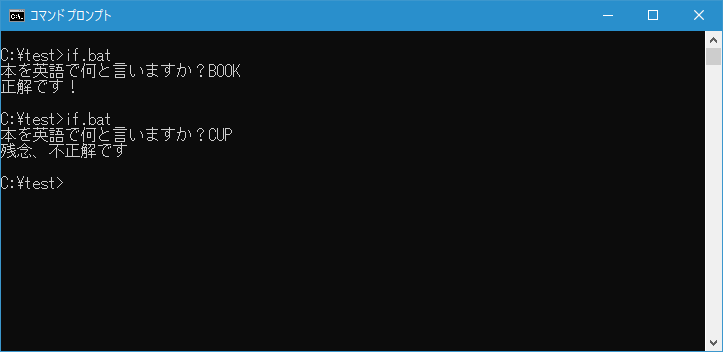 コマンド プロンプト
C:¥test>if.bat
本を英語で何と言いますか？BOOK
正解です！
C:¥test>if.bat
本を英語で何と言いますか？CUP
残念、不正解です
C:¥test>